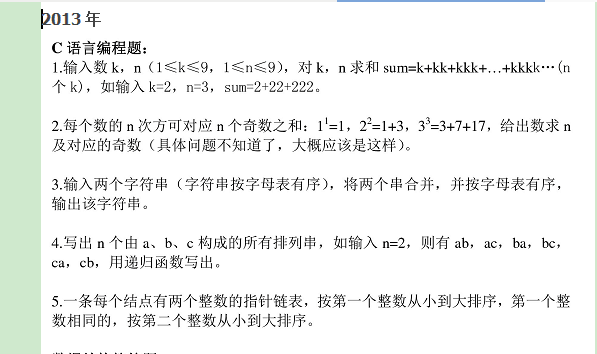 2013 年
C 语言编程题：
1.输入数 k，n（1≤k≤9，1≤n≤9），对 k，n 求和 sum=k+kk+kkk+…+kkkk…（n
个 k），如输入 k=2，n=3，sum=2+22+222。
2.每个数的 n 次方可对应 n 个奇数之和：1¹=1，2²=1+3，3³=3+7+17，给出数求 n
及对应的奇数（具体问题不知道了，大概应该是这样）。
3.输入两个字符串（字符串按字母表有序），将两个串合并，并按字母表有序，
输出该字符串。
4.写出 n 个由 a、b、c 构成的所有排列串，如输入 n=2，则有 ab，ac，ba，bc，
ca，cb，用递归函数写出。
5.一条每个结点有两个整数的指针链表，按第一个整数从小到大排序，第一个整
数相同的，按第二个整数从小到大排序。